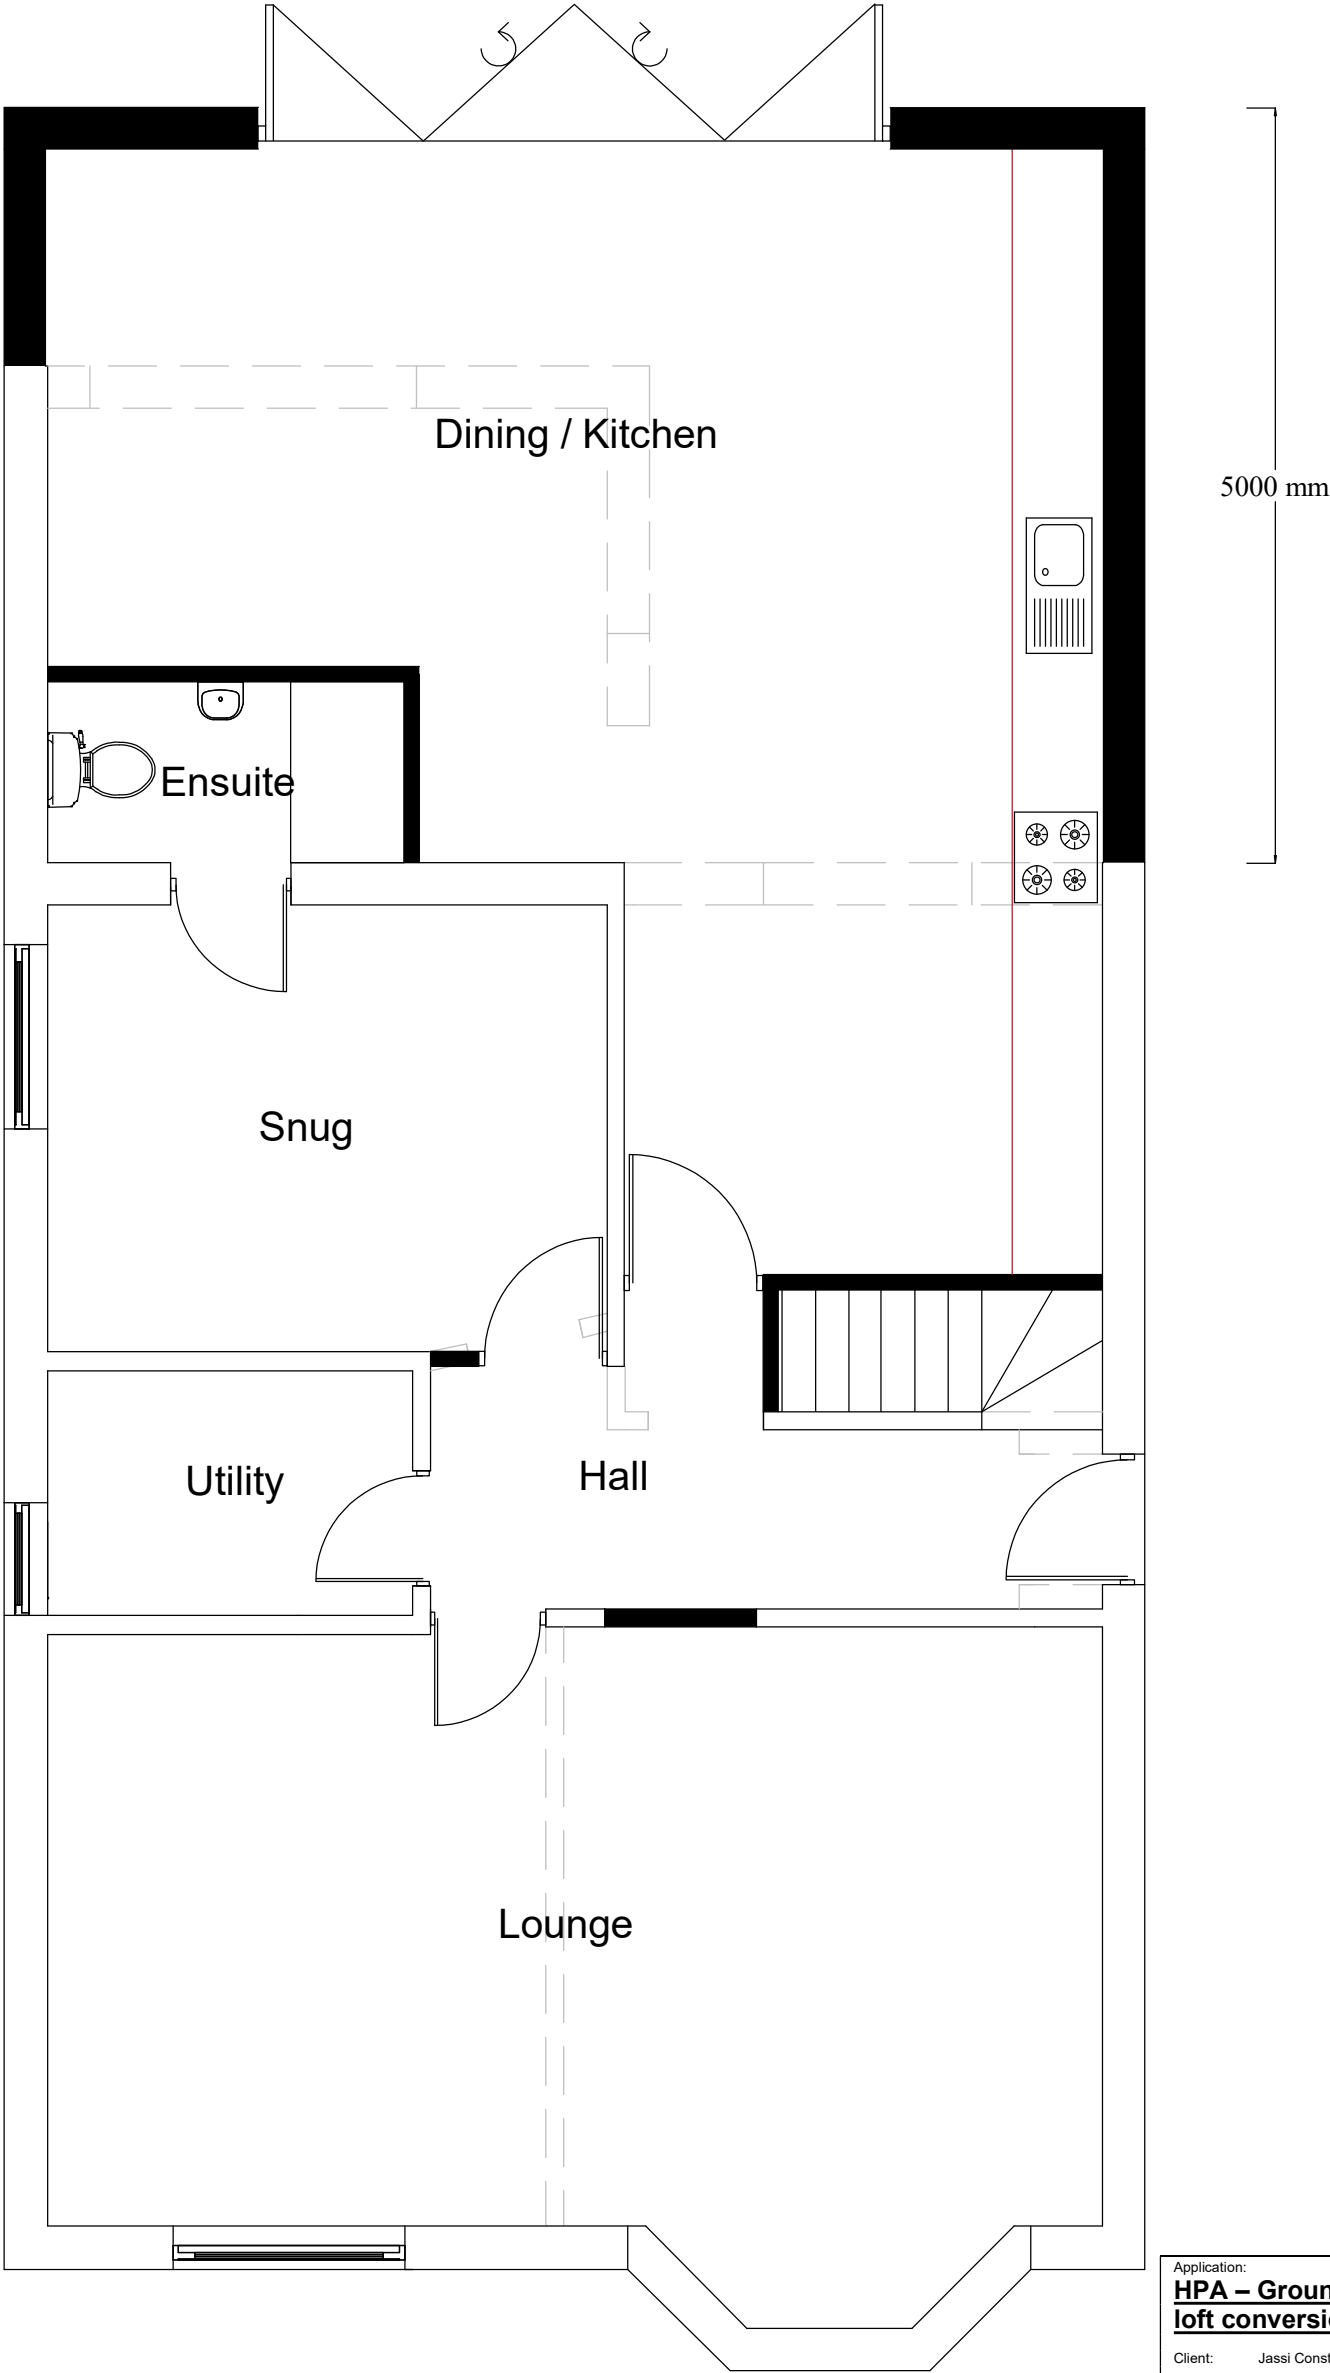 Dining / Kitchen
5000 mm
Ensuite
Snug
Utility
Hall
Lounge
Application:
HPA – Groun
loft conversi
Client: Jassi Const